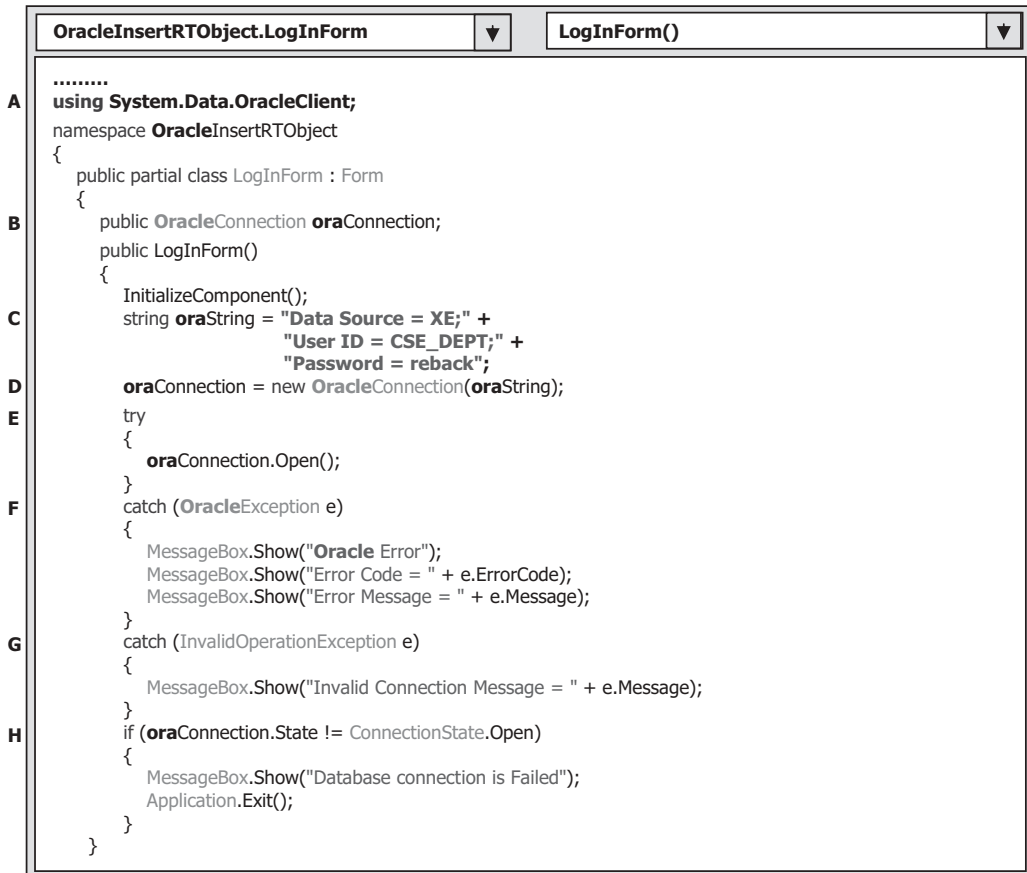 OracleInsertRTObject.LogInForm LogInForm()
………
A using System.Data.OracleClient;
namespace OracleInsertRTObject
{
public partial class LogInForm : Form
{
B public OracleConnection oraConnection;
public LogInForm()
{
InitializeComponent();
C string oraString = "Data Source = XE;" +
"User ID = CSE_DEPT;" +
"Password = reback";
D oraConnection = new OracleConnection(oraString);
E try
{
oraConnection.Open();
}
F catch (OracleException e)
{
MessageBox.Show("Oracle Error");
MessageBox.Show("Error Code = " + e.ErrorCode);
MessageBox.Show("Error Message = " + e.Message);
}
G catch (InvalidOperationException e)
{
MessageBox.Show("Invalid Connection Message = " + e.Message);
}
H if (oraConnection.State != ConnectionState.Open)
{
MessageBox.Show("Database connection is Failed");
Application.Exit();
}
}